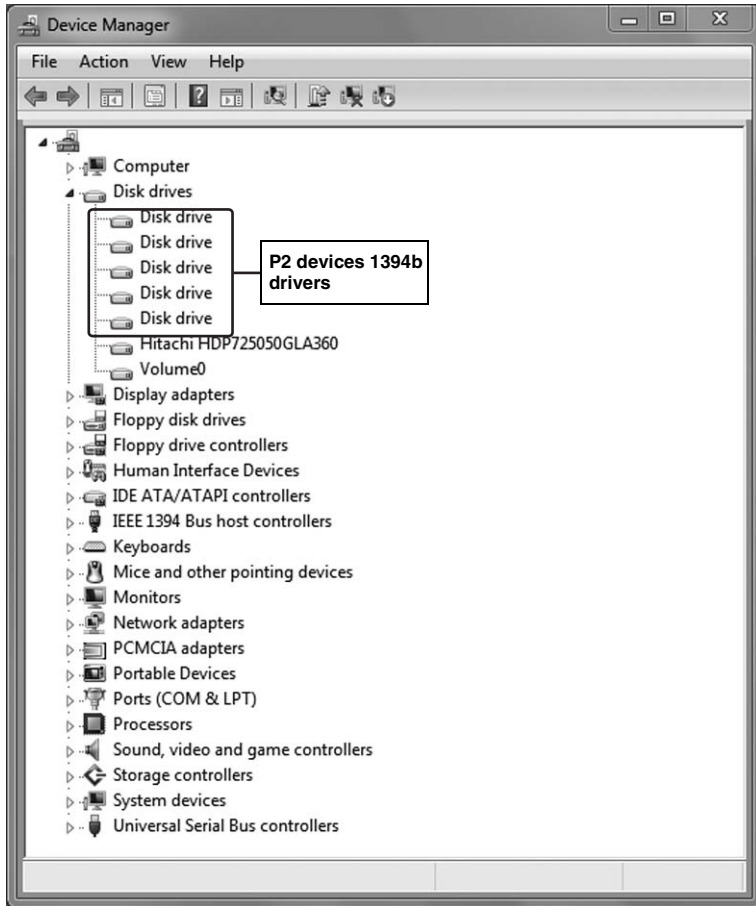 Device Manager
File Action View Help
Computer
Disk drives
Disk drive
Disk drive
Disk drive
Disk drive
Disk drive
P2 devices 1394b
drivers
Hitachi HDP725050GLA360
Volume0
Display adapters
Floppy disk drives
Floppy drive controllers
Human Interface Devices
IDE ATA/ATAPI controllers
IEEE 1394 Bus host controllers
Keyboards
Mice and other pointing devices
Monitors
Network adapters
PCMCIA adapters
Portable Devices
Ports (COM & LPT)
Processors
Sound, video and game controllers
Storage controllers
System devices
Universal Serial Bus controllers